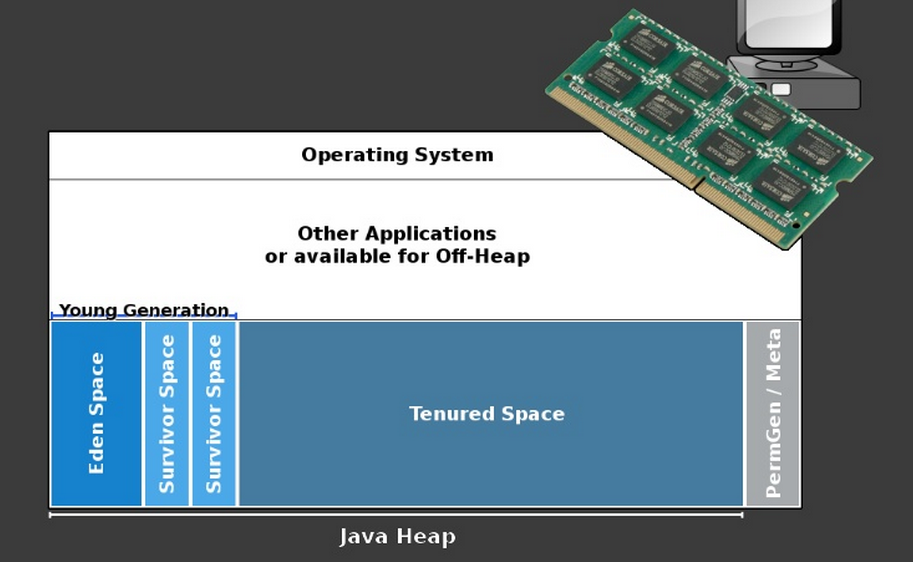 Operating System
Other Applications
or available for Off-Heap
Young Generation
Eden Space
Survivor Space
Survivor Space
Tenured Space
PermGen / Meta
Java Heap